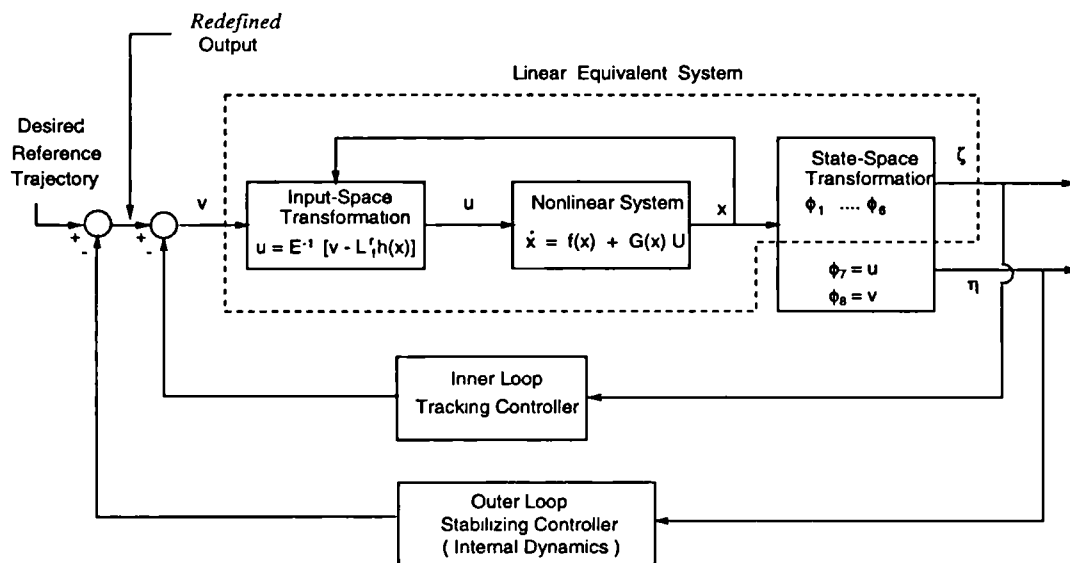 Redefined
Output
Linear Equivalent System
Desired
Reference
Trajectory
+
-
+
-
v
Input-Space
Transformation
u = E⁻¹ [v - Lᶠʳh(x)]
u
Nonlinear System
ẋ = f(x) + G(x) U
x
State-Space
Transformation
ϕ₁ .... ϕ₆
ϕ₇ = u
ϕ₈ = v
ζ
η
Inner Loop
Tracking Controller
Outer Loop
Stabilizing Controller
( Internal Dynamics )